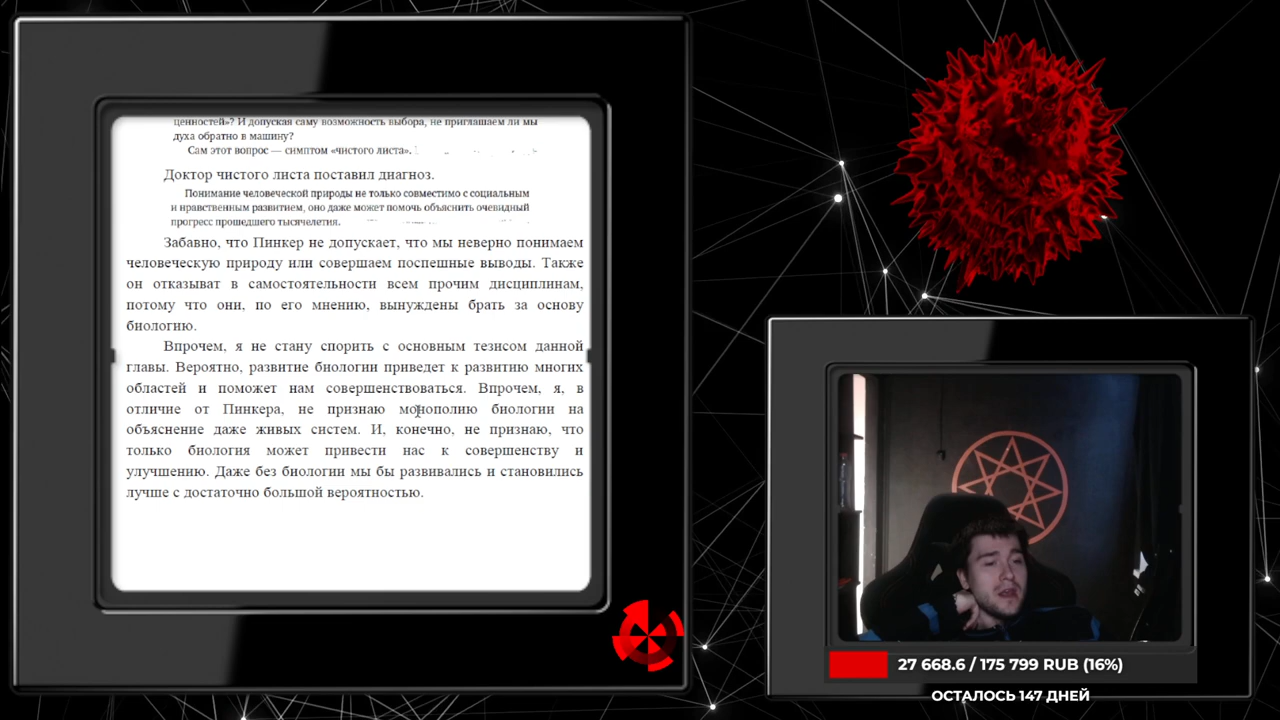 ценностей»? И допуская саму возможность выбора, не приглашаем ли мы
духа обратно в машину?
Сам этот вопрос — симптом «чистого листа».
Доктор чистого листа поставил диагноз.
Понимание человеческой природы не только совместимо с социальным
и нравственным развитием, оно даже может помочь объяснить очевидный
прогресс прошедшего тысячелетия.
Забавно, что Пинкер не допускает, что мы неверно понимаем
человеческую природу или совершаем поспешные выводы. Также
он отказыват в самостоятельности всем прочим дисциплинам,
потому что они, по его мнению, вынуждены брать за основу
биологию.
Впрочем, я не стану спорить с основным тезисом данной
главы. Вероятно, развитие биологии приведет к развитию многих
областей и поможет нам совершенствоваться. Впрочем, я, в
отличие от Пинкера, не признаю монополию биологии на
объяснение даже живых систем. И, конечно, не признаю, что
только биология может привести нас к совершенству и
улучшению. Даже без биологии мы бы развивались и становились
лучше с достаточно большой вероятностью.
27 668.6 / 175 799 RUB (16%)
ОСТАЛОСЬ 147 ДНЕЙ